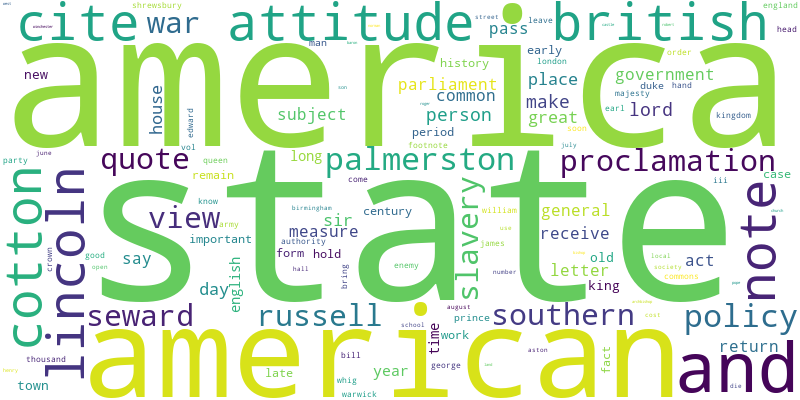 shrewsbury
england
cite war attitude british
man
pass
street
leave
head
america
new
house
edward
vol
subject
history
parliament
common
person
period
footnote
early
london
place
make
great
soon
july
order
government
majesty
duke
hand
earl
lord
kingdom
party
june
quote
queen
remain
long
son
palmerston
proclamation
iii
case
state
cotton
lincoln
crown
view
know
army
come
birmingham
century
sir
measure
important
authority
form
hold
say
good
open
day
english
hall
bring
enemy
slavery
william
use
james
number
general
receive
old
letter
king
act
local
society
commons
note
church
seward
russell
prince
august
southern
cost
policy
american
school
time
work
return
and
thousand
bill
george
aston
fact
town
late
whig
year
warwick
henry
die